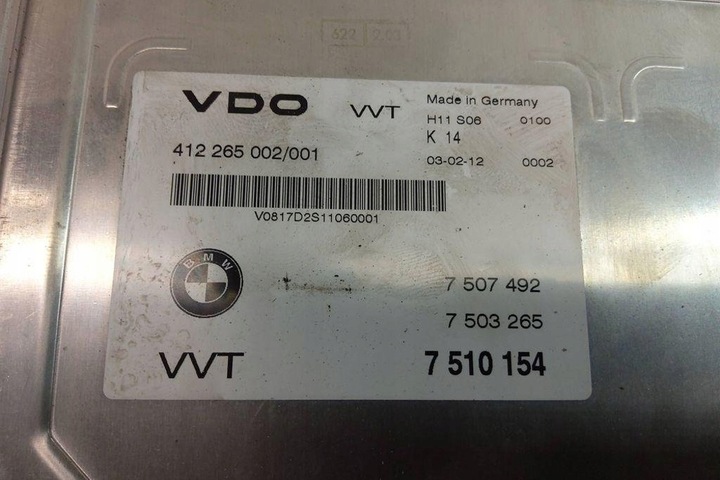 VDO VVT Made in Germany
H11 S06 0100
K 14
412 265 002/001
03-02-12 0002
V0817D2S11060001
BMW
7 507 492
7 503 265
VVT 7 510 154